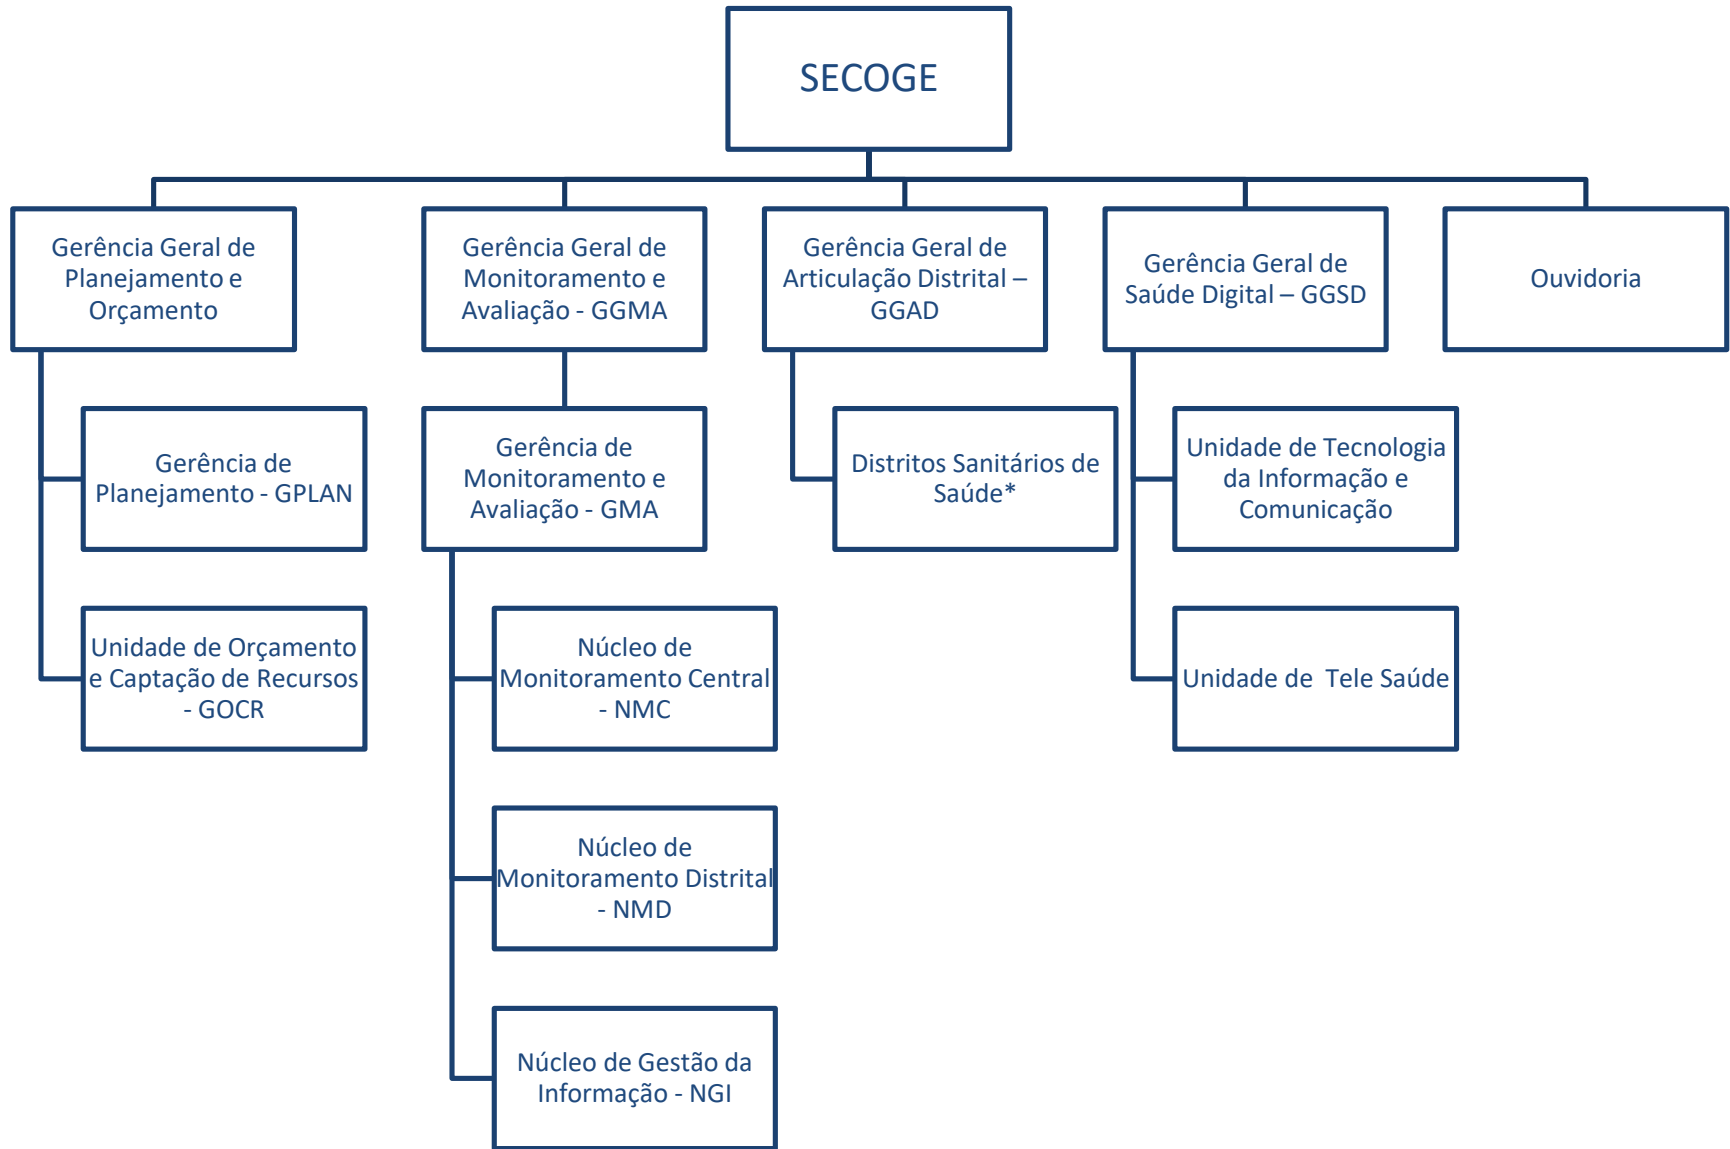 SECOGE
Gerência Geral de
Planejamento e
Orçamento
Gerência Geral de
Monitoramento e
Avaliação - GGMA
Gerência Geral de
Articulação Distrital –
GGAD
Gerência Geral de
Saúde Digital – GGSD
Ouvidoria
Gerência de
Planejamento - GPLAN
Gerência de
Monitoramento e
Avaliação - GMA
Distritos Sanitários de
Saúde*
Unidade de Tecnologia
da Informação e
Comunicação
Unidade de Orçamento
e Captação de Recursos
- GOCR
Núcleo de
Monitoramento Central
- NMC
Unidade de  Tele Saúde
Núcleo de
Monitoramento Distrital
- NMD
Núcleo de Gestão da
Informação - NGI